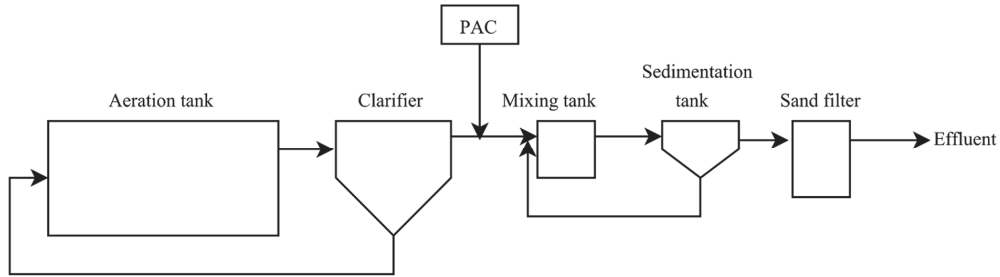 PAC
Aeration tank
Clarifier
Mixing tank
Sedimentation
tank
Sand filter
Effluent